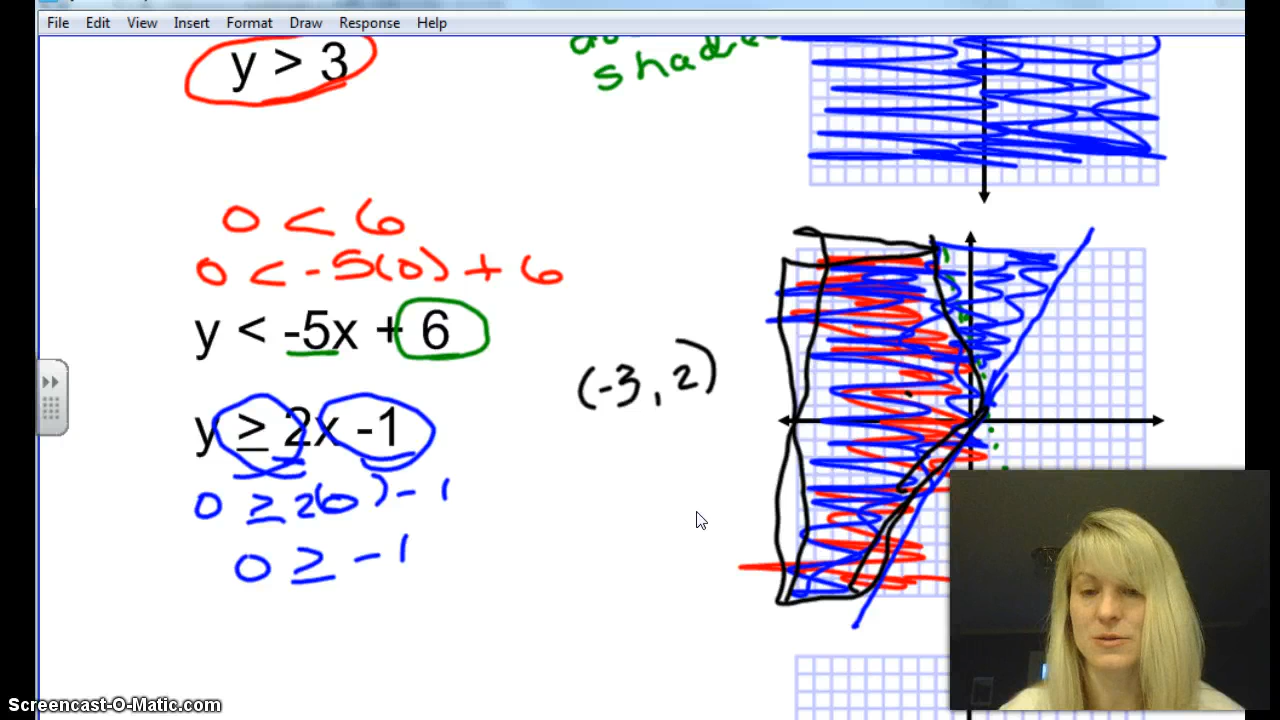 File Edit View Insert Format Draw Response Help
y > 3
shaded
0 < 6
0 < -5(0) + 6
y < -5x + 6
(-3, 2)
y ≥ 2x -1
0 ≥ 2(0) - 1
0 ≥ -1
Screencast-O-Matic.com